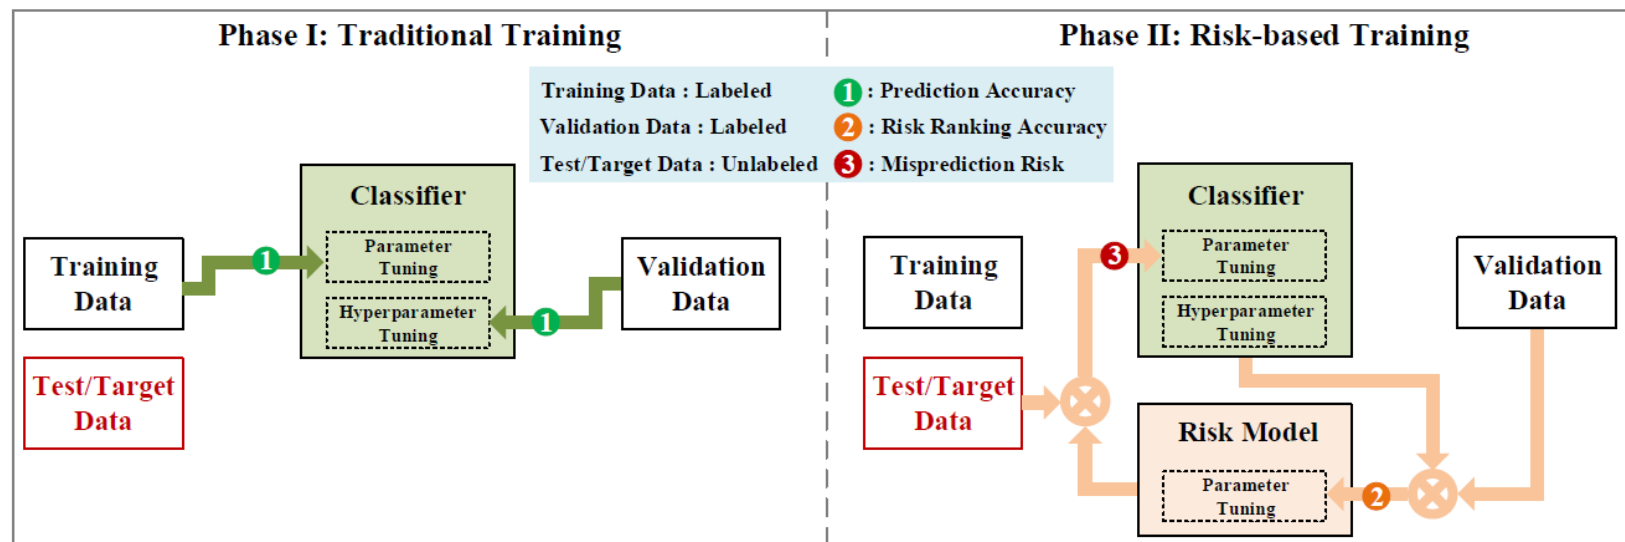 Phase I: Traditional Training
Phase II: Risk-based Training
Training Data : Labeled
1 : Prediction Accuracy
Validation Data : Labeled
2 : Risk Ranking Accuracy
Test/Target Data : Unlabeled
3 : Misprediction Risk
Classifier
Parameter
Tuning
Hyperparameter
Tuning
Training
Data
1
1
Validation
Data
Test/Target
Data
Classifier
Parameter
Tuning
Hyperparameter
Tuning
Training
Data
3
Validation
Data
Test/Target
Data
Risk Model
Parameter
Tuning
2